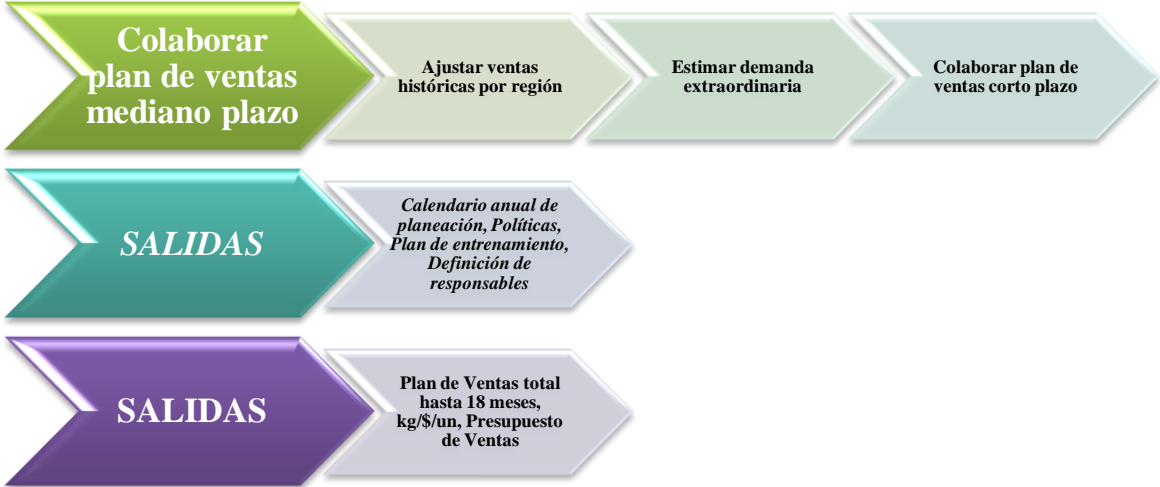 Colaborar
plan de ventas
mediano plazo
Ajustar ventas
históricas por región
Estimar demanda
extraordinaria
Colaborar plan de
ventas corto plazo
SALIDAS
Calendario anual de
planeación, Políticas,
Plan de entrenamiento,
Definición de
responsables
SALIDAS
Plan de Ventas total
hasta 18 meses,
kg/$/un, Presupuesto
de Ventas